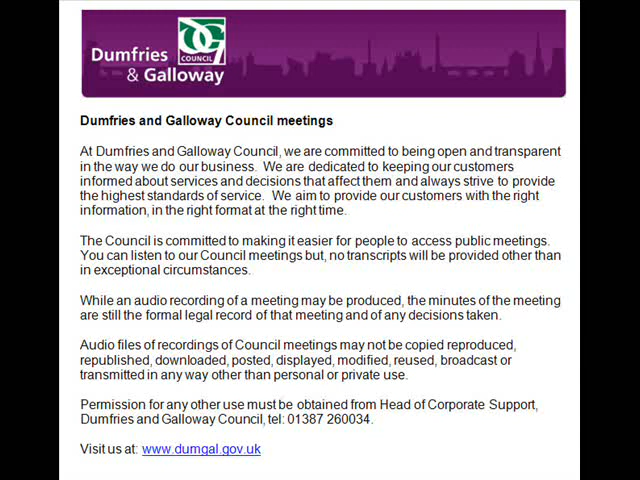 Dumfries
& Galloway
DG
COUNCIL
Dumfries and Galloway Council meetings
At Dumfries and Galloway Council, we are committed to being open and transparent
in the way we do our business.  We are dedicated to keeping our customers
informed about services and decisions that affect them and always strive to provide
the highest standards of service.  We aim to provide our customers with the right
information, in the right format at the right time.
The Council is committed to making it easier for people to access public meetings.
You can listen to our Council meetings but, no transcripts will be provided other than
in exceptional circumstances.
While an audio recording of a meeting may be produced, the minutes of the meeting
are still the formal legal record of that meeting and of any decisions taken.
Audio files of recordings of Council meetings may not be copied reproduced,
republished, downloaded, posted, displayed, modified, reused, broadcast or
transmitted in any way other than personal or private use.
Permission for any other use must be obtained from Head of Corporate Support,
Dumfries and Galloway Council, tel: 01387 260034.
Visit us at: www.dumgal.gov.uk